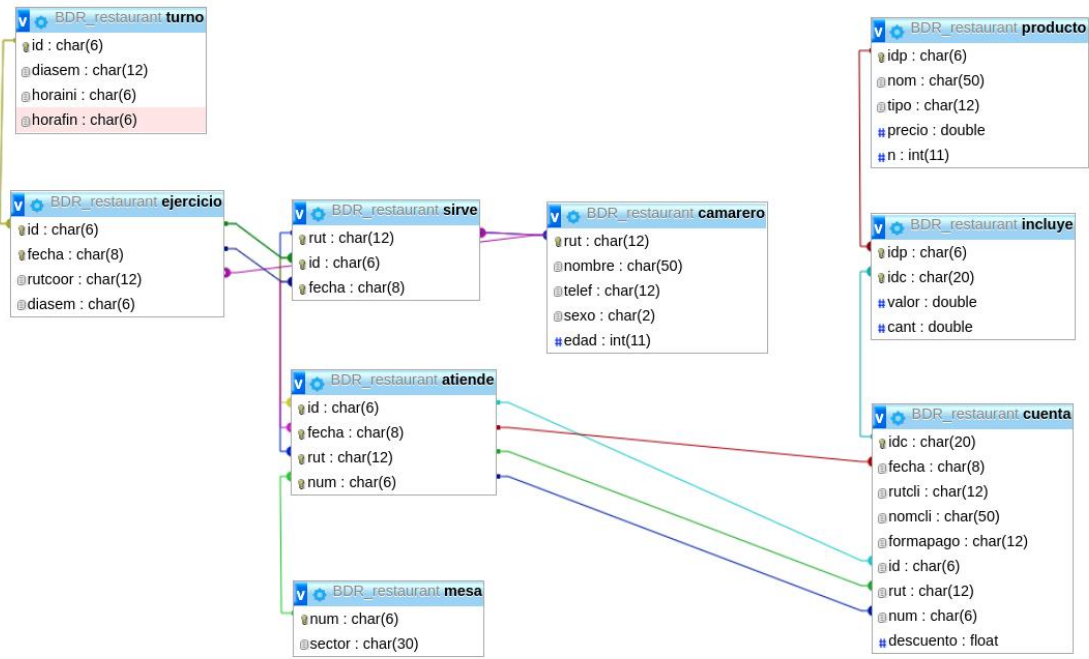 BDR_restaurant turno
id : char(6)
diasem : char(12)
horaini : char(6)
horafin : char(6)
BDR_restaurant ejercicio
id : char(6)
fecha : char(8)
rutcoor : char(12)
diasem : char(6)
BDR_restaurant sirve
rut : char(12)
id : char(6)
fecha : char(8)
BDR_restaurant camarero
rut : char(12)
nombre : char(50)
telef : char(12)
sexo : char(2)
edad : int(11)
BDR_restaurant atiende
id : char(6)
fecha : char(8)
rut : char(12)
num : char(6)
BDR_restaurant mesa
num : char(6)
sector : char(30)
BDR_restaurant producto
idp : char(6)
nom : char(50)
tipo : char(12)
precio : double
n : int(11)
BDR_restaurant incluye
idp : char(6)
idc : char(20)
valor : double
cant : double
BDR_restaurant cuenta
idc : char(20)
fecha : char(8)
rutcli : char(12)
nomcli : char(50)
formapago : char(12)
id : char(6)
rut : char(12)
num : char(6)
descuento : float